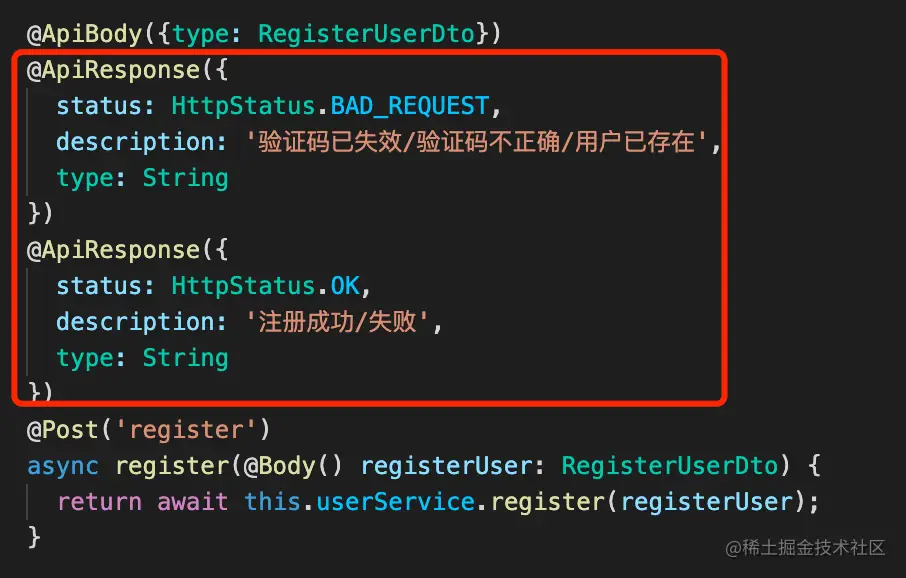 @ApiBody({type: RegisterUserDto})
@ApiResponse({
  status: HttpStatus.BAD_REQUEST,
  description: '验证码已失效/验证码不正确/用户已存在',
  type: String
})
@ApiResponse({
  status: HttpStatus.OK,
  description: '注册成功/失败',
  type: String
})
@Post('register')
async register(@Body() registerUser: RegisterUserDto) {
  return await this.userService.register(registerUser);
}
@稀土掘金技术社区